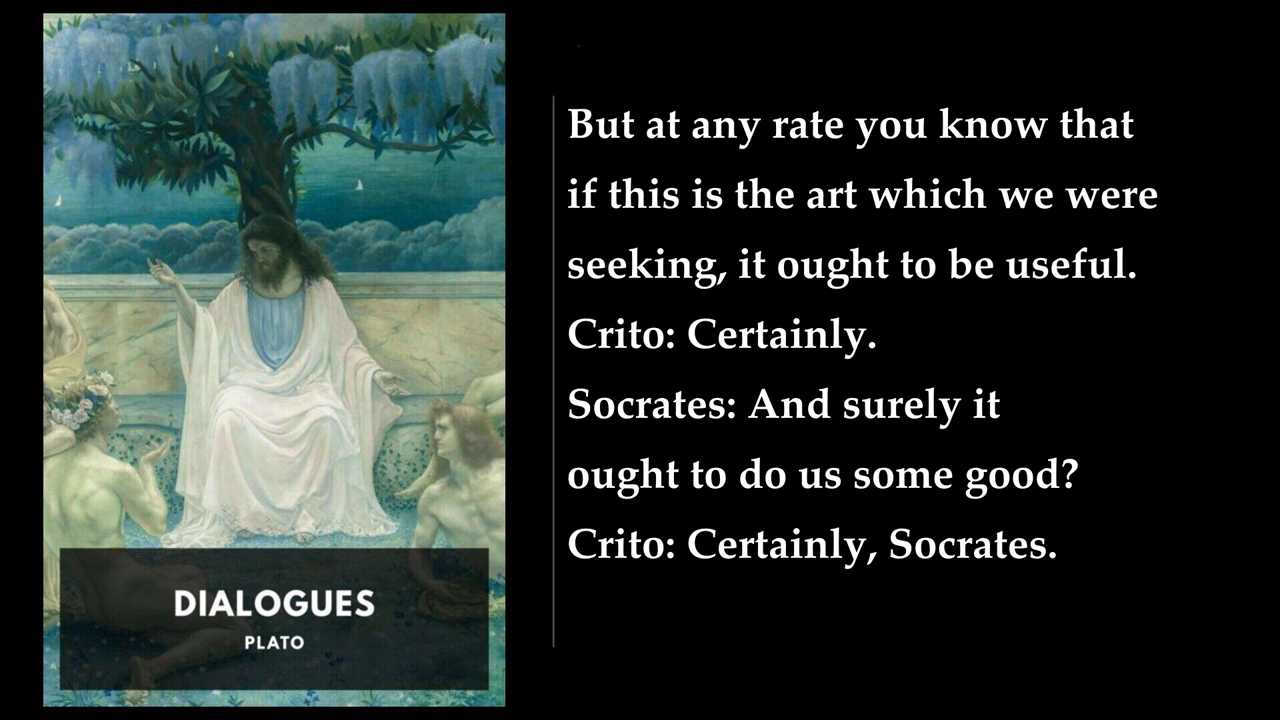 But at any rate you know that
if this is the art which we were
seeking, it ought to be useful.
Crito: Certainly.
Socrates: And surely it
ought to do us some good?
Crito: Certainly, Socrates.
DIALOGUES
PLATO